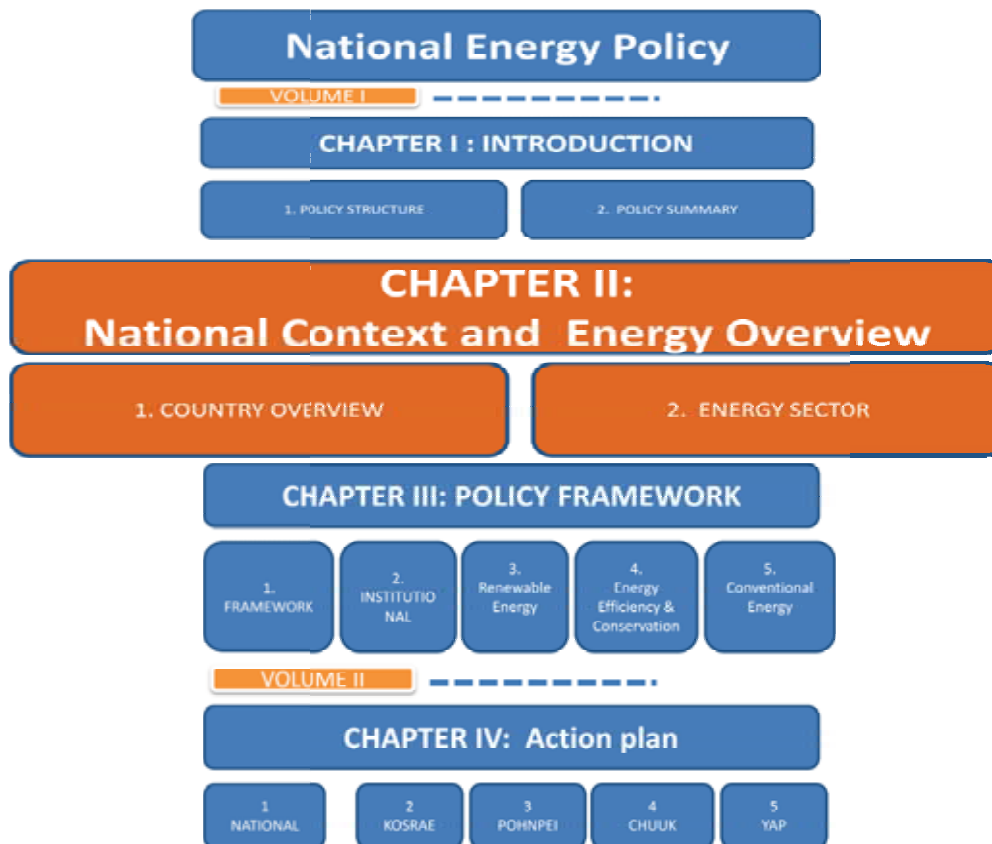 National Energy Policy
VOLUME I
CHAPTER I : INTRODUCTION
1. POLICY STRUCTURE
2. POLICY SUMMARY
CHAPTER II:
National Context and Energy Overview
1. COUNTRY OVERVIEW
2. ENERGY SECTOR
CHAPTER III: POLICY FRAMEWORK
1.
FRAMEWORK
2.
INSTITUTIO
NAL
3.
Renewable
Energy
4.
Energy
Efficiency &
Conservation
5.
Conventional
Energy
VOLUME II
CHAPTER IV: Action plan
1
NATIONAL
2
KOSRAE
3
POHNPEI
4
CHUUK
5
YAP